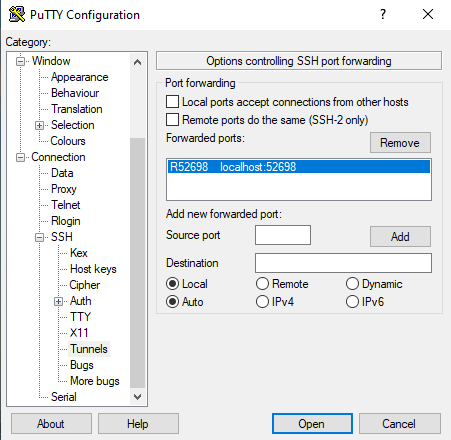 PuTTY Configuration
?
Category:
Window
Appearance
Behaviour
Translation
Selection
Colours
Connection
Data
Proxy
Telnet
Rlogin
SSH
Kex
Host keys
Cipher
Auth
TTY
X11
Tunnels
Bugs
More bugs
Serial
Options controlling SSH port forwarding
Port forwarding
Local ports accept connections from other hosts
Remote ports do the same (SSH-2 only)
Forwarded ports:
Remove
R52698 localhost:52698
Add new forwarded port:
Source port
Add
Destination
Local Remote Dynamic
Auto IPv4 IPv6
About Help Open Cancel